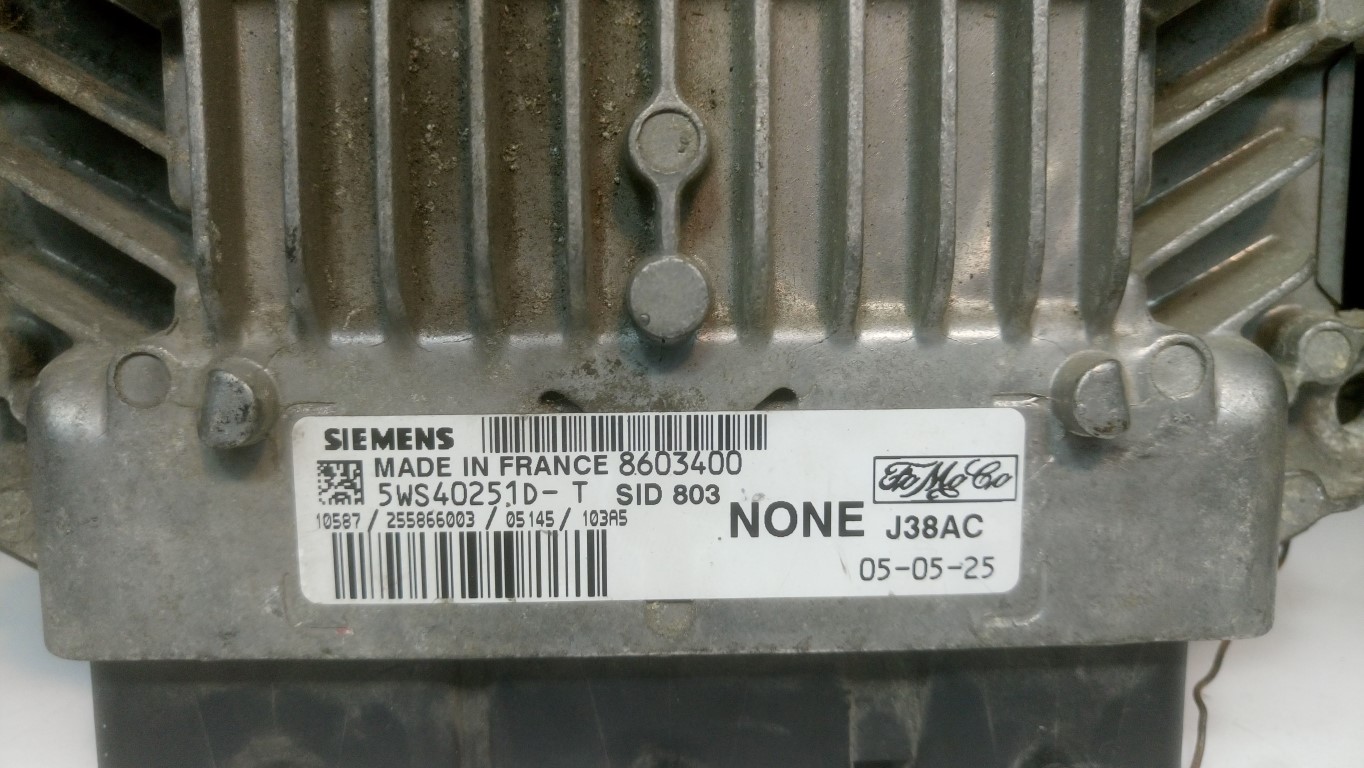 SIEMENS
MADE IN FRANCE 8603400
5WS40251D-T SID 803
FoMoCo
10587/255866003/05145/103A5
NONE J38AC
05-05-25